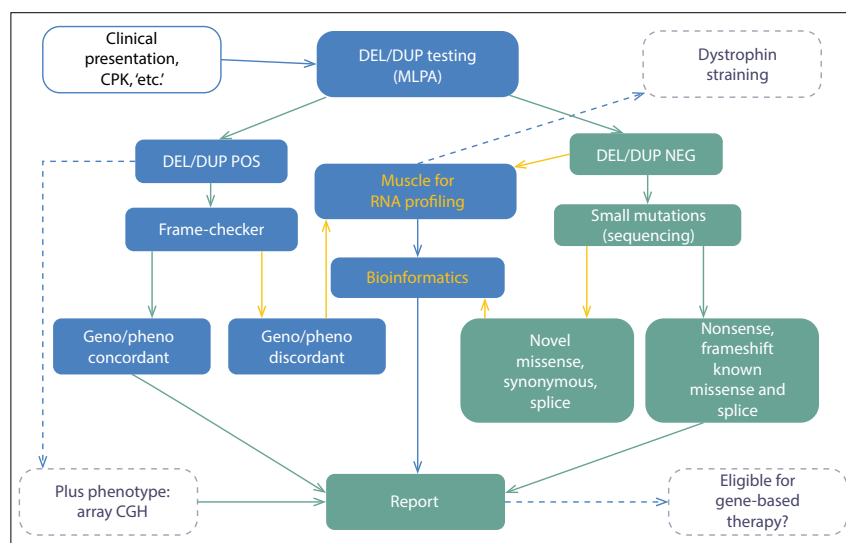 Clinical
presentation,
CPK, 'etc.'
DEL/DUP testing
(MLPA)
Dystrophin
straining
DEL/DUP POS
Muscle for
RNA profiling
DEL/DUP NEG
Frame-checker
Small mutations
(sequencing)
Bioinformatics
Geno/pheno
concordant
Geno/pheno
discordant
Novel
missense,
synonymous,
splice
Nonsense,
frameshift
known
missense and
splice
Plus phenotype:
array CGH
Report
Eligible for
gene-based
therapy?